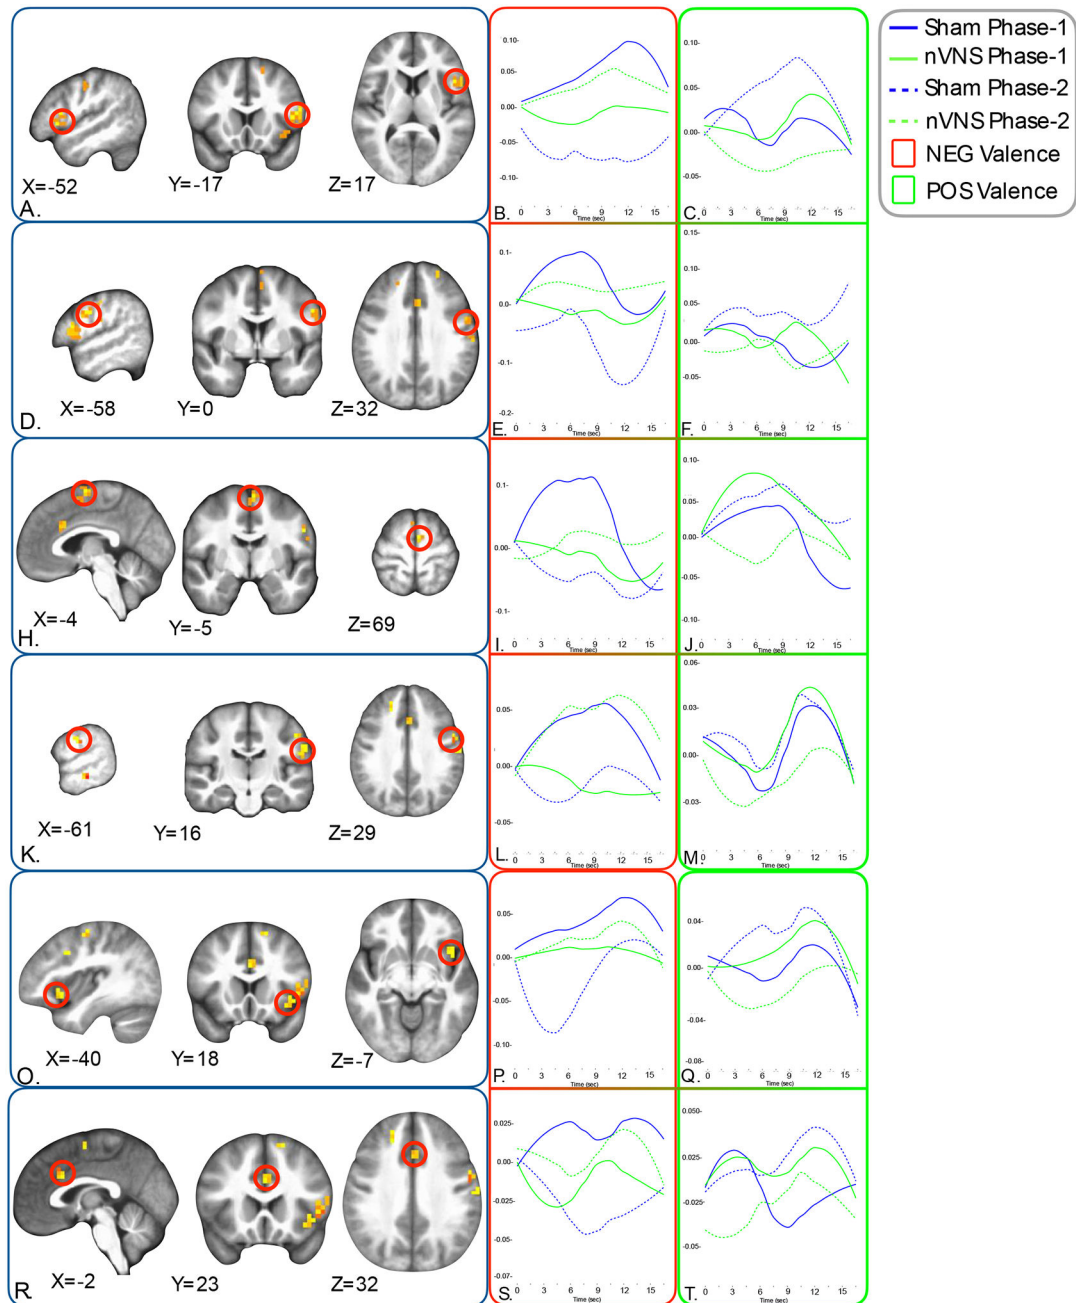 Sham Phase-1
nVNS Phase-1
Sham Phase-2
nVNS Phase-2
NEG Valence
POS Valence
X=-52
Y=-17
Z=17
A.
0.10-
0.05
0.00-
-0.10-
0 3 6 9 12 15
Time (sec)
B.
0.10-
0.05
0.00-
-0.05-
0 3 6 9 12 15
Time (sec)
C.
X=-58
Y=0
Z=32
D.
0.1-
0.0-
-0.1-
-0.2-
0 3 6 9 12 15
Time (sec)
E.
0.15-
0.10-
0.05-
-0.00-
-0.05-
0 3 6 9 12 15
Time (sec)
F.
X=-4
Y=-5
Z=69
H.
0.1-
0.00-
-0.1-
0 3 6 9 12 15
Time (sec)
I.
0.10-
0.05
0.00-
-0.05-
-0.10-
0 3 6 9 12 15
Time (sec)
J.
X=-61
Y=16
Z=29
K.
0.05-
-0.00-
0.05-
0 3 6 9 12 15
Time (sec)
L.
0.06-
0.03-
0.00-
-0.03-
0 3 6 9 12 15
Time (sec)
M.
X=-40
Y=18
Z=-7
O.
0.05-
-0.00-
-0.05-
-0.10-
0 3 6 9 12 15
Time (sec)
P.
0.04-
0.00-
-0.04-
-0.08-
0 3 6 9 12 15
Time (sec)
Q.
X=-2
Y=23
Z=32
R.
0.025-
0.00-
-0.025-
-0.05-
-0.07-
0 3 6 9 12 15
Time (sec)
S.
0.050-
0.025-
-0.025-
-0.05-
0 3 6 9 12 15
Time (sec)
T.